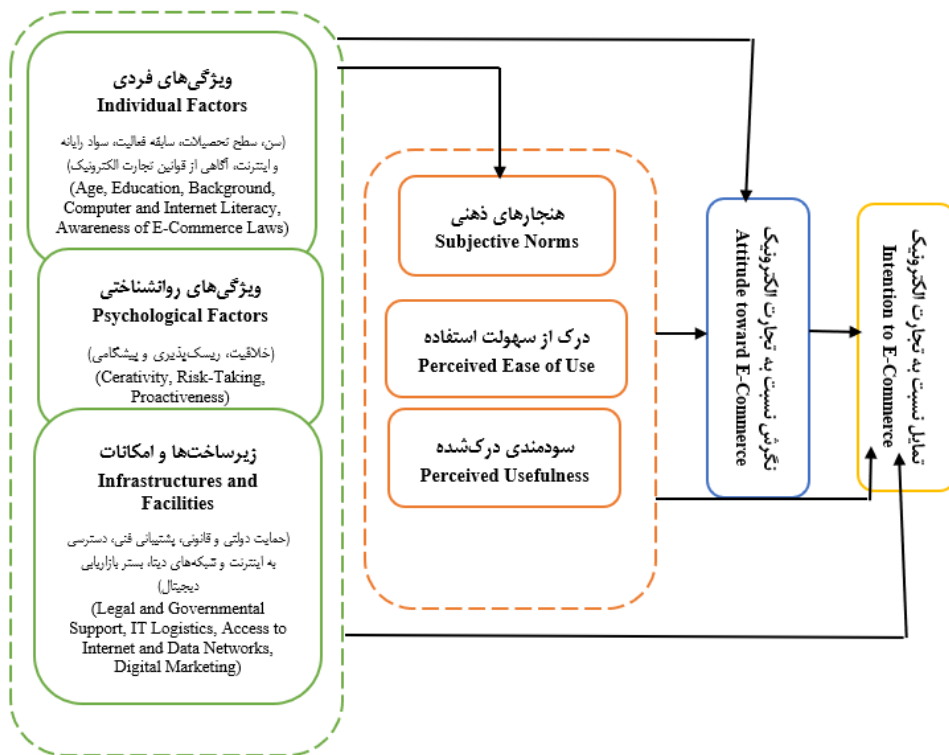 ویژگی‌های فردی
Individual Factors
(سن، سطح تحصیلات، سابقه فعالیت، سواد رایانه
و اینترنت، آگاهی از قوانین تجارت الکترونیک)
(Age, Education, Background,
Computer and Internet Literacy,
Awareness of E-Commerce Laws)
ویژگی‌های روانشناختی
Psychological Factors
(خلاقیت، ریسک‌پذیری و پیشگامی)
(Cerativity, Risk-Taking,
Proactiveness)
زیرساخت‌ها و امکانات
Infrastructures and
Facilities
(حمایت دولتی و قانونی، پشتیبانی فنی، دسترسی
به اینترنت و شبکه‌های دیتا، بستر بازاریابی
دیجیتال)
(Legal and Governmental
Support, IT Logistics, Access to
Internet and Data Networks,
Digital Marketing)
هنجارهای ذهنی
Subjective Norms
درک از سهولت استفاده
Perceived Ease of Use
سودمندی درک‌شده
Perceived Usefulness
نگرش نسبت به تجارت الکترونیک
Attitude toward E-Commerce
تمایل نسبت به تجارت الکترونیک
Intention to E-Commerce